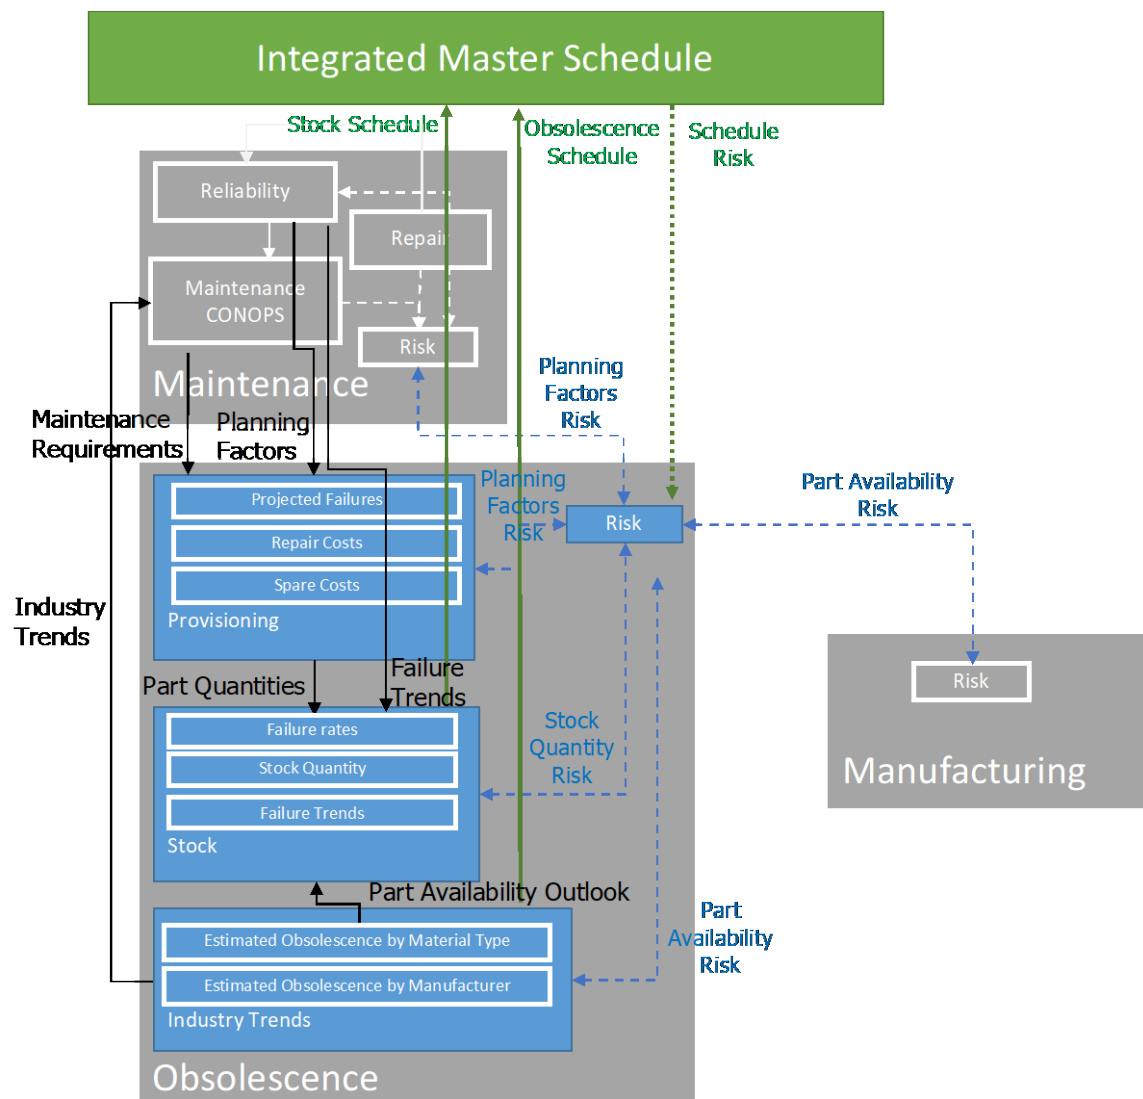 Integrated Master Schedule
Stock Schedule
Obsolescence
Schedule
Schedule
Risk
Reliability
Repair
Maintenance
CONOPS
Risk
Maintenance
Planning
Factors
Risk
Maintenance
Requirements
Planning
Factors
Projected Failures
Repair Costs
Spare Costs
Provisioning
Planning
Factors
Risk
Risk
Part Availability
Risk
Industry
Trends
Part Quantities
Failure
Trends
Risk
Manufacturing
Failure rates
Stock Quantity
Failure Trends
Stock
Stock
Quantity
Risk
Part Availability Outlook
Estimated Obsolescence by Material Type
Estimated Obsolescence by Manufacturer
Industry Trends
Part
Availability
Risk
Obsolescence